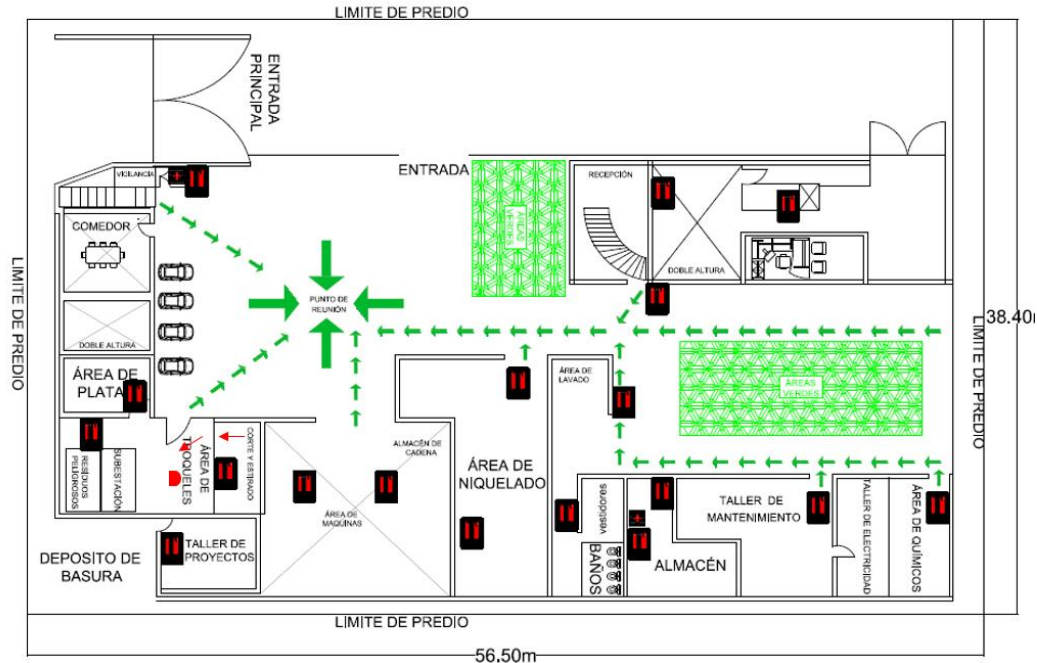 LIMITE DE PREDIO
ENTRADA
PRINCIPAL
VIGILANCIA
ENTRADA
RECEPCIÓN
ÁREAS
VERDES
COMEDOR
DOBLE ALTURA
LIMITE DE PREDIO
PUNTO DE
REUNIÓN
38.40
LIMITE DE PREDIO
DOBLE ALTURA
ÁREA DE
PLATA
ÁREA DE
LAVADO
ÁREAS
VERDES
RESIDUOS
PELIGROSOS
SUBESTACIÓN
ÁREA DE
TROQUELES
CORTE Y ESTIRADO
ALMACÉN DE
CADENA
ÁREA DE
MAQUINAS
ÁREA DE
NIQUELADO
vestidores
BAÑOS
ALMACÉN
TALLER DE
MANTENIMIENTO
TALLER DE ELECTRICIDAD
ÁREA DE QUÍMICOS
TALLER DE
PROYECTOS
DEPOSITO DE
BASURA
LIMITE DE PREDIO
56.50m